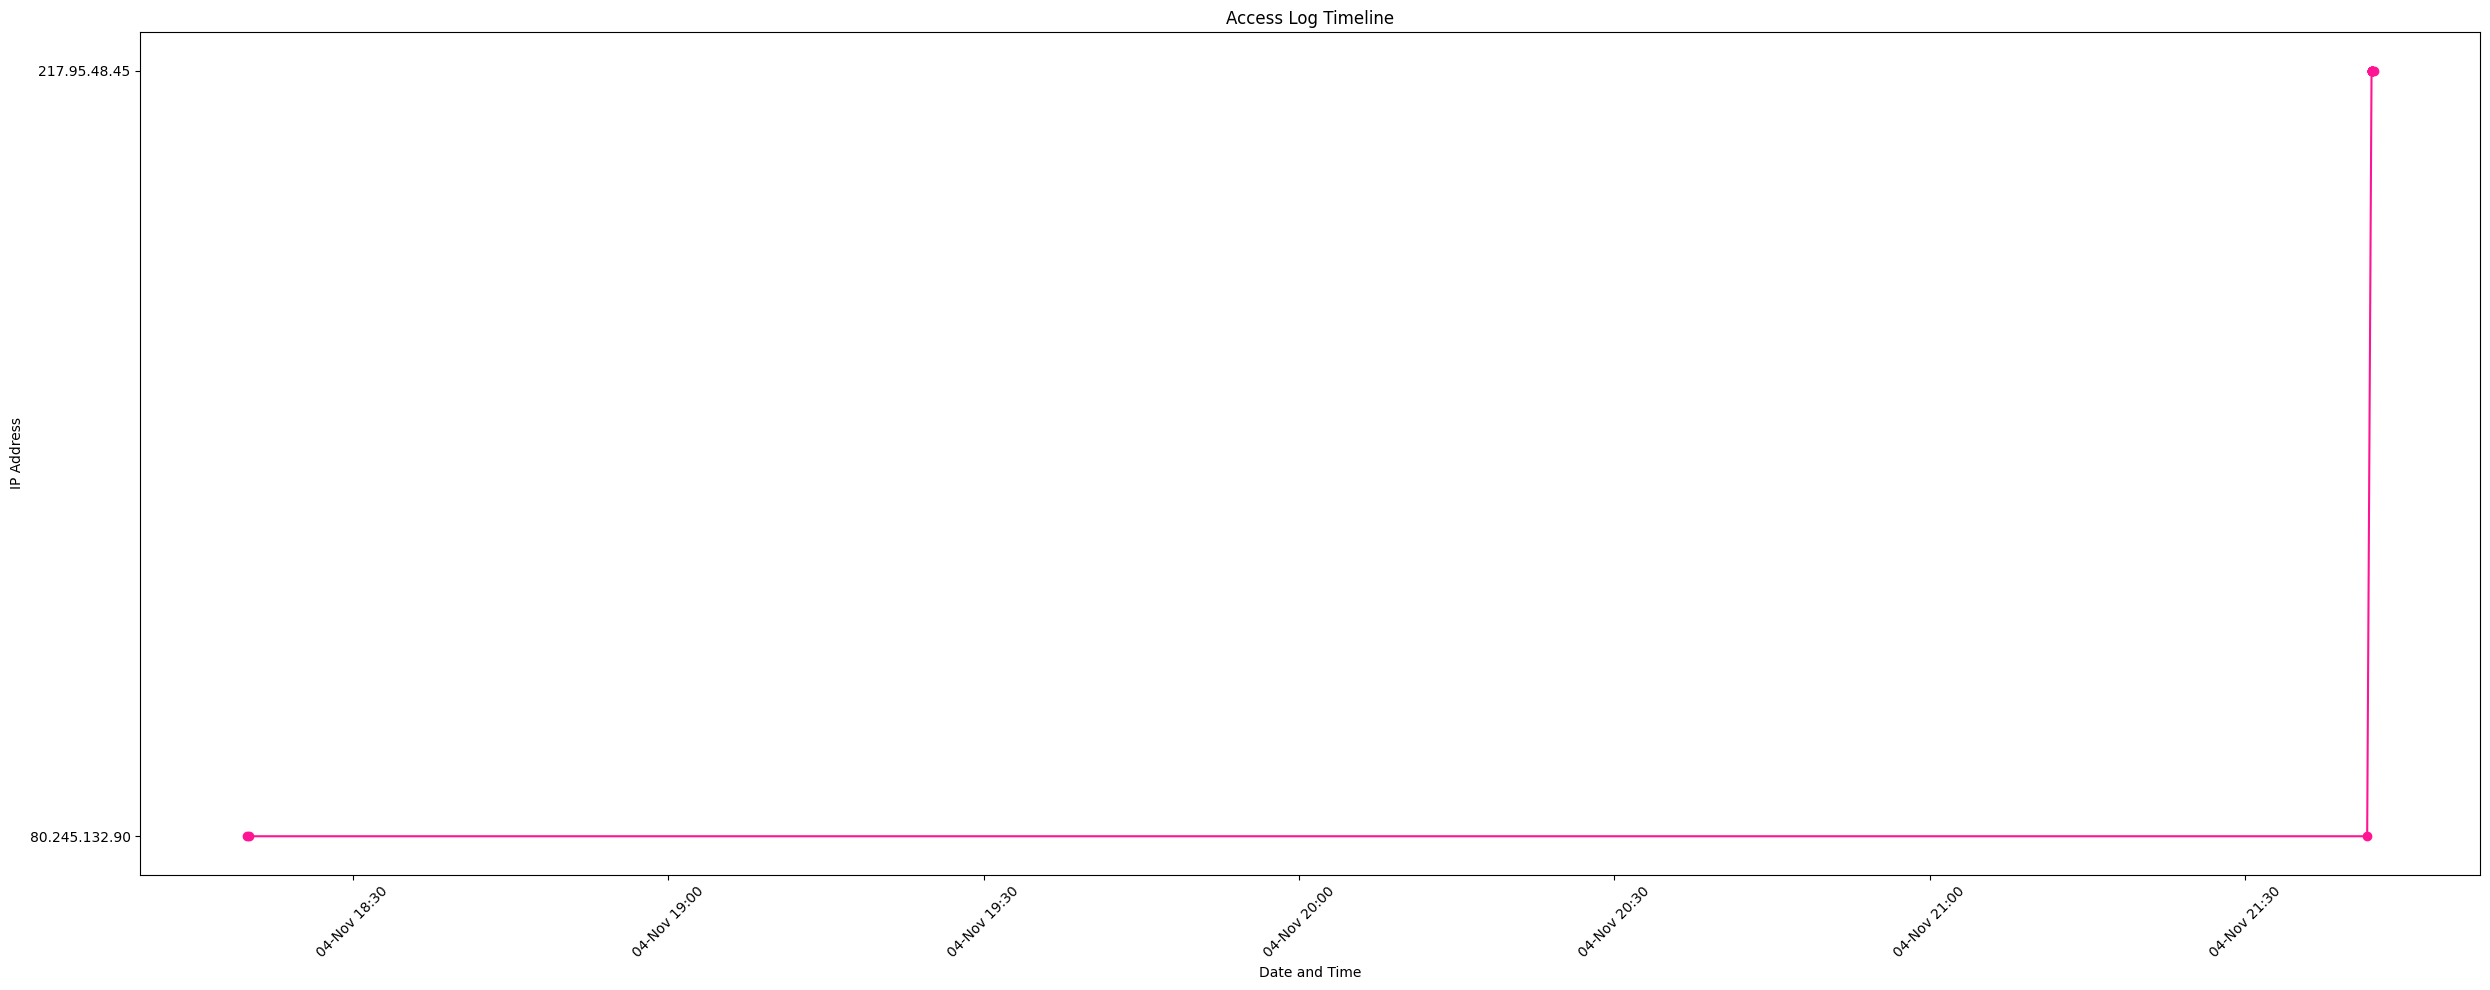 Access Log Timeline
217.95.48.45
IP Address
80.245.132.90
04-Nov 18:30
04-Nov 19:00
04-Nov 19:30
04-Nov 20:00
04-Nov 20:30
04-Nov 21:00
04-Nov 21:30
Date and Time